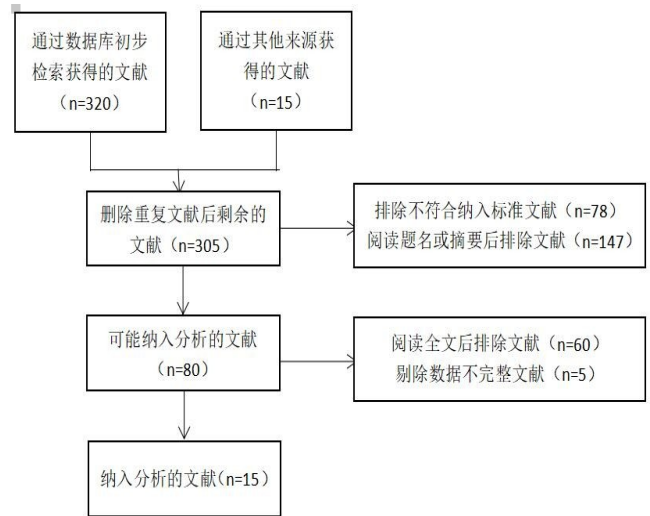 通过数据库初步
检索获得的文献
（n=320）
通过其他来源获
得的文献
（n=15）
删除重复文献后剩余的
文献（n=305）
排除不符合纳入标准文献（n=78）
阅读题名或摘要后排除文献（n=147）
可能纳入分析的文献
（n=80）
阅读全文后排除文献（n=60）
剔除数据不完整文献（n=5）
纳入分析的文献(n=15）